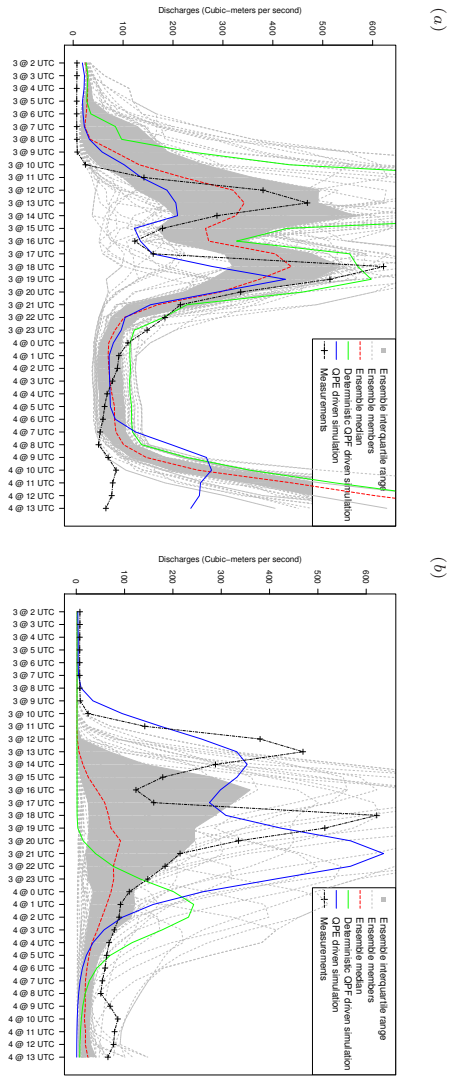 (a)
Discharges (Cubic-meters per second)
0
100
200
300
400
500
600
3 @ 2 UTC
3 @ 3 UTC
3 @ 4 UTC
3 @ 5 UTC
3 @ 6 UTC
3 @ 7 UTC
3 @ 8 UTC
3 @ 9 UTC
3 @ 10 UTC
3 @ 11 UTC
3 @ 12 UTC
3 @ 13 UTC
3 @ 14 UTC
3 @ 15 UTC
3 @ 16 UTC
3 @ 17 UTC
3 @ 18 UTC
3 @ 19 UTC
3 @ 20 UTC
3 @ 21 UTC
3 @ 22 UTC
3 @ 23 UTC
4 @ 0 UTC
4 @ 1 UTC
4 @ 2 UTC
4 @ 3 UTC
4 @ 4 UTC
4 @ 5 UTC
4 @ 6 UTC
4 @ 7 UTC
4 @ 8 UTC
4 @ 9 UTC
4 @ 10 UTC
4 @ 11 UTC
4 @ 12 UTC
4 @ 13 UTC
Ensemble interquartile range
Ensemble members
Ensemble median
Deterministic QPF driven simulation
QPE driven simulation
Measurements
(b)
Discharges (Cubic-meters per second)
0
100
200
300
400
500
600
3 @ 2 UTC
3 @ 3 UTC
3 @ 4 UTC
3 @ 5 UTC
3 @ 6 UTC
3 @ 7 UTC
3 @ 8 UTC
3 @ 9 UTC
3 @ 10 UTC
3 @ 11 UTC
3 @ 12 UTC
3 @ 13 UTC
3 @ 14 UTC
3 @ 15 UTC
3 @ 16 UTC
3 @ 17 UTC
3 @ 18 UTC
3 @ 19 UTC
3 @ 20 UTC
3 @ 21 UTC
3 @ 22 UTC
3 @ 23 UTC
4 @ 0 UTC
4 @ 1 UTC
4 @ 2 UTC
4 @ 3 UTC
4 @ 4 UTC
4 @ 5 UTC
4 @ 6 UTC
4 @ 7 UTC
4 @ 8 UTC
4 @ 9 UTC
4 @ 10 UTC
4 @ 11 UTC
4 @ 12 UTC
4 @ 13 UTC
Ensemble interquartile range
Ensemble members
Ensemble median
Deterministic QPF driven simulation
QPE driven simulation
Measurements